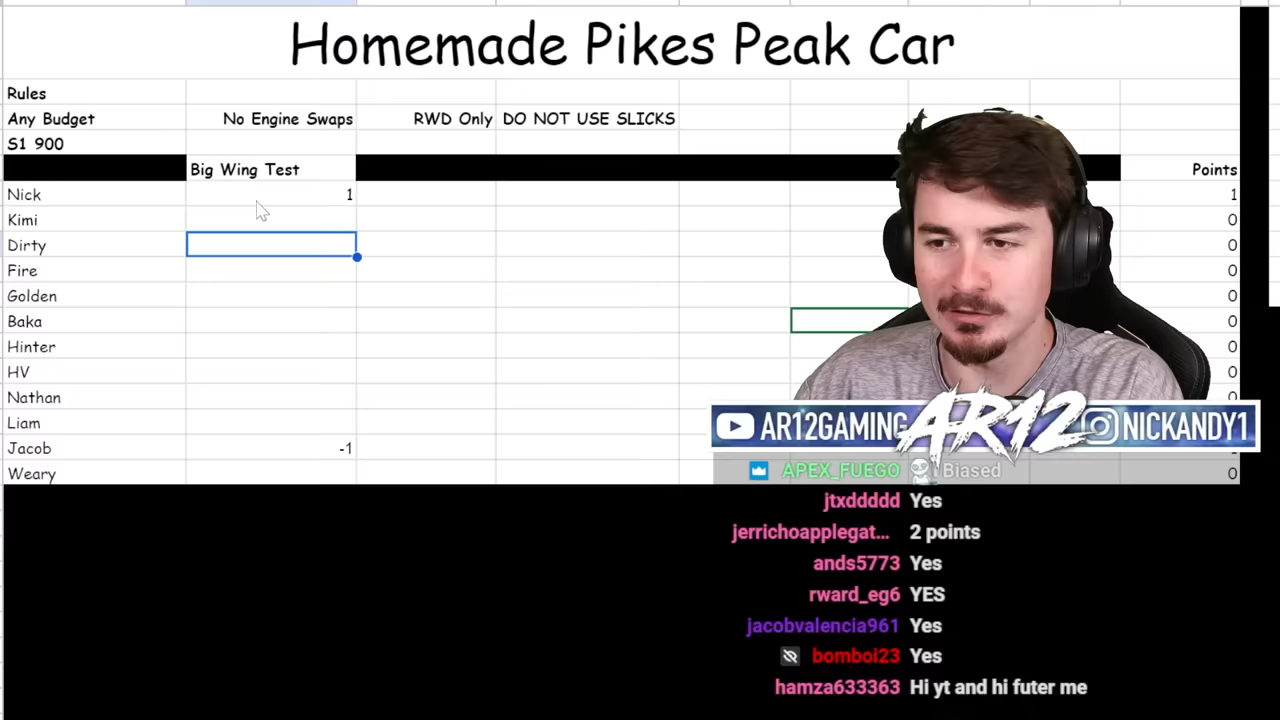 Homemade Pikes Peak Car
Rules
Any Budget No Engine Swaps RWD Only DO NOT USE SLICKS
S1 900
Big Wing Test Points
Nick 1 1
Kimi 0
Dirty 0
Fire 0
Golden 0
Baka 0
Hinter 0
HV 0
Nathan 0
Liam
Jacob -1
Weary 0
AR12GAMING AR12 NICKANDY1
APEX_FUEGO Biased
jtxddddd Yes
jerrichoapplegat... 2 points
ands5773 Yes
rward_eg6 YES
jacobvalencia961 Yes
bomboi23 Yes
hamza633363 Hi yt and hi futer me